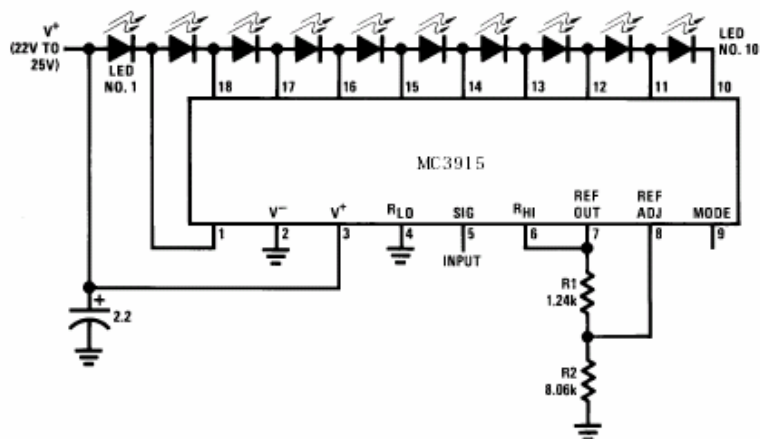 V+
(22V TO
25V)
LED
NO. 1
LED
NO. 10
18
17
16
15
14
13
12
11
10
MC3915
V−
V+
RLO
SIG
RHI
REF
OUT
REF
ADJ
MODE
1
2
3
4
5
6
7
8
9
INPUT
+
2.2
R1
1.24k
R2
8.06k